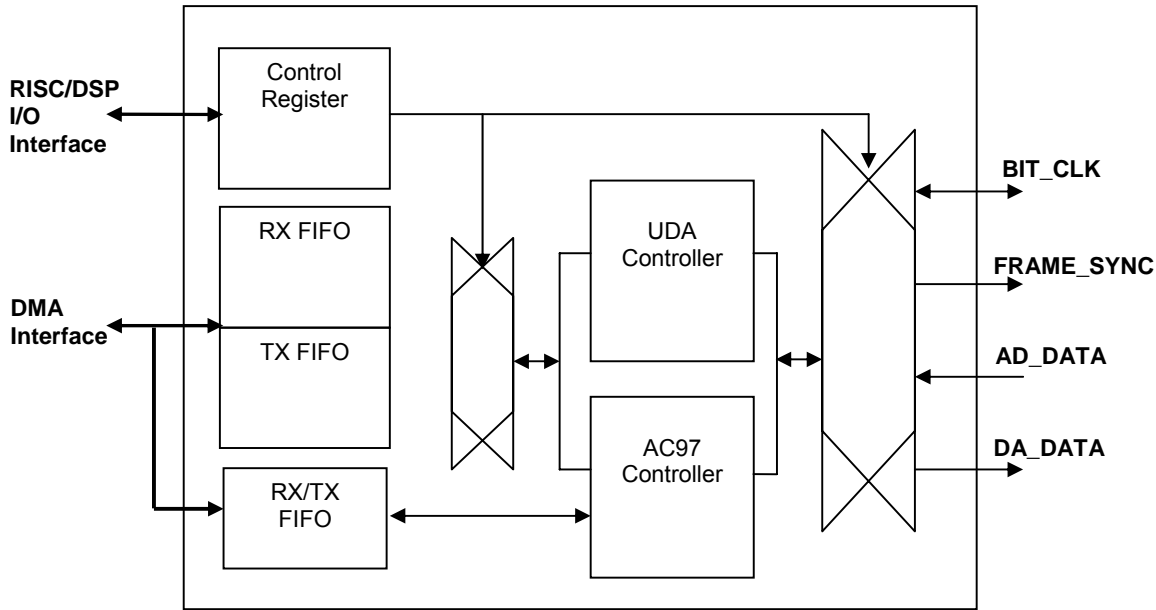 RISC/DSP
I/O
Interface
Control
Register
RX FIFO
TX FIFO
DMA
Interface
RX/TX
FIFO
UDA
Controller
AC97
Controller
BIT_CLK
FRAME_SYNC
AD_DATA
DA_DATA